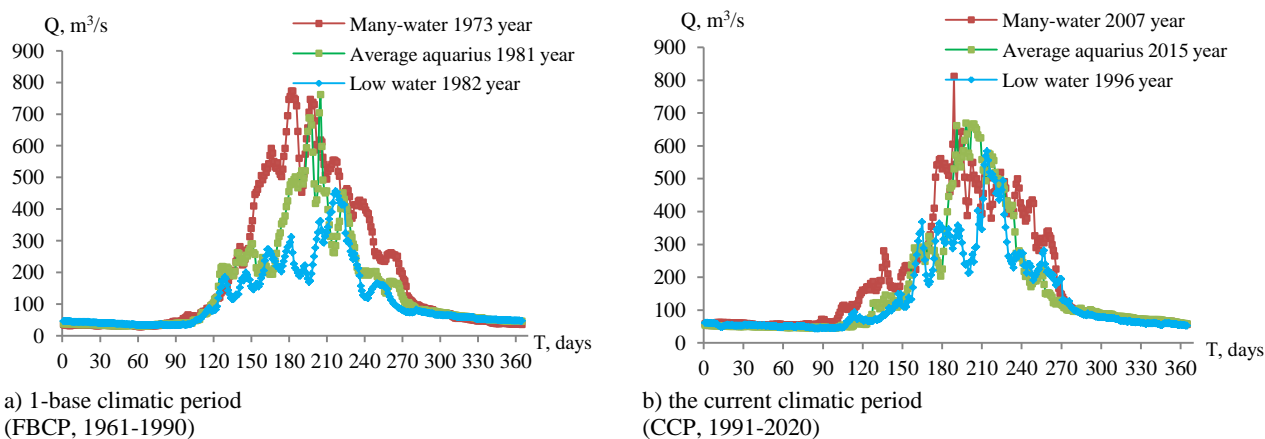 Q, m³/s
Many-water 1973 year
Average aquarius 1981 year
Low water 1982 year
900
800
700
600
500
400
300
200
100
0
0 30 60 90 120 150 180 210 240 270 300 330 360
T, days
a) 1-base climatic period
(FBCP, 1961-1990)
Q, m³/s
Many-water 2007 year
Average aquarius 2015 year
Low water 1996 year
900
800
700
600
500
400
300
200
100
0
0 30 60 90 120 150 180 210 240 270 300 330 360
T, days
b) the current climatic period
(CCP, 1991-2020)